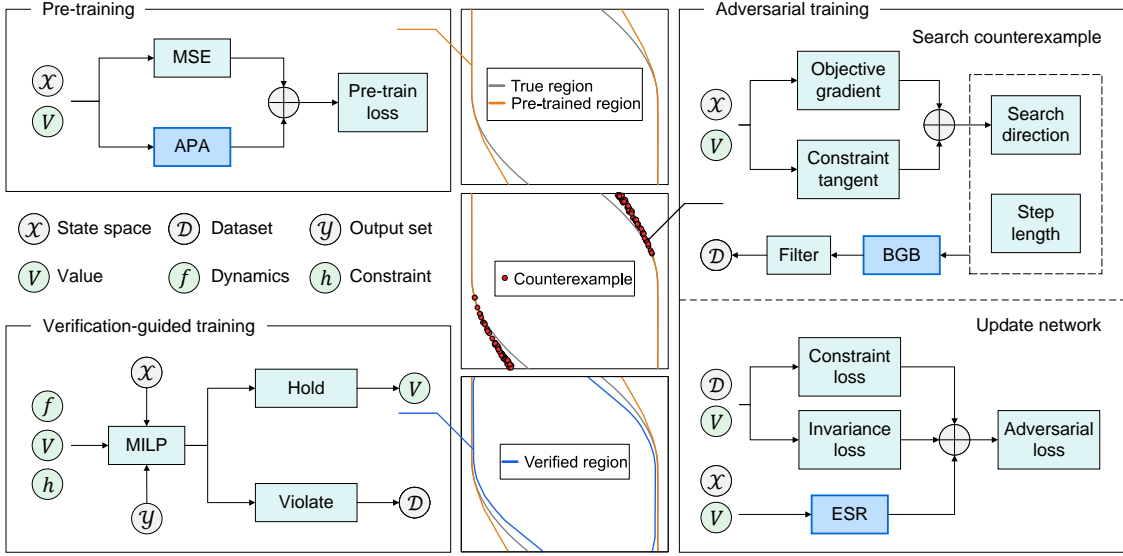 Pre-training
𝒳
V
MSE
APA
Pre-train
loss
True region
Pre-trained region
Adversarial training
Search counterexample
𝒳
V
Objective
gradient
Constraint
tangent
Search
direction
Step
length
BGB
Filter
𝒟
𝒳 State space
𝒟 Dataset
𝒴 Output set
V Value
f Dynamics
h Constraint
Counterexample
Verification-guided training
f
V
h
𝒳
MILP
𝒴
Hold
V
Violate
𝒟
Verified region
Update network
𝒟
V
Constraint
loss
Invariance
loss
Adversarial
loss
𝒳
V
ESR